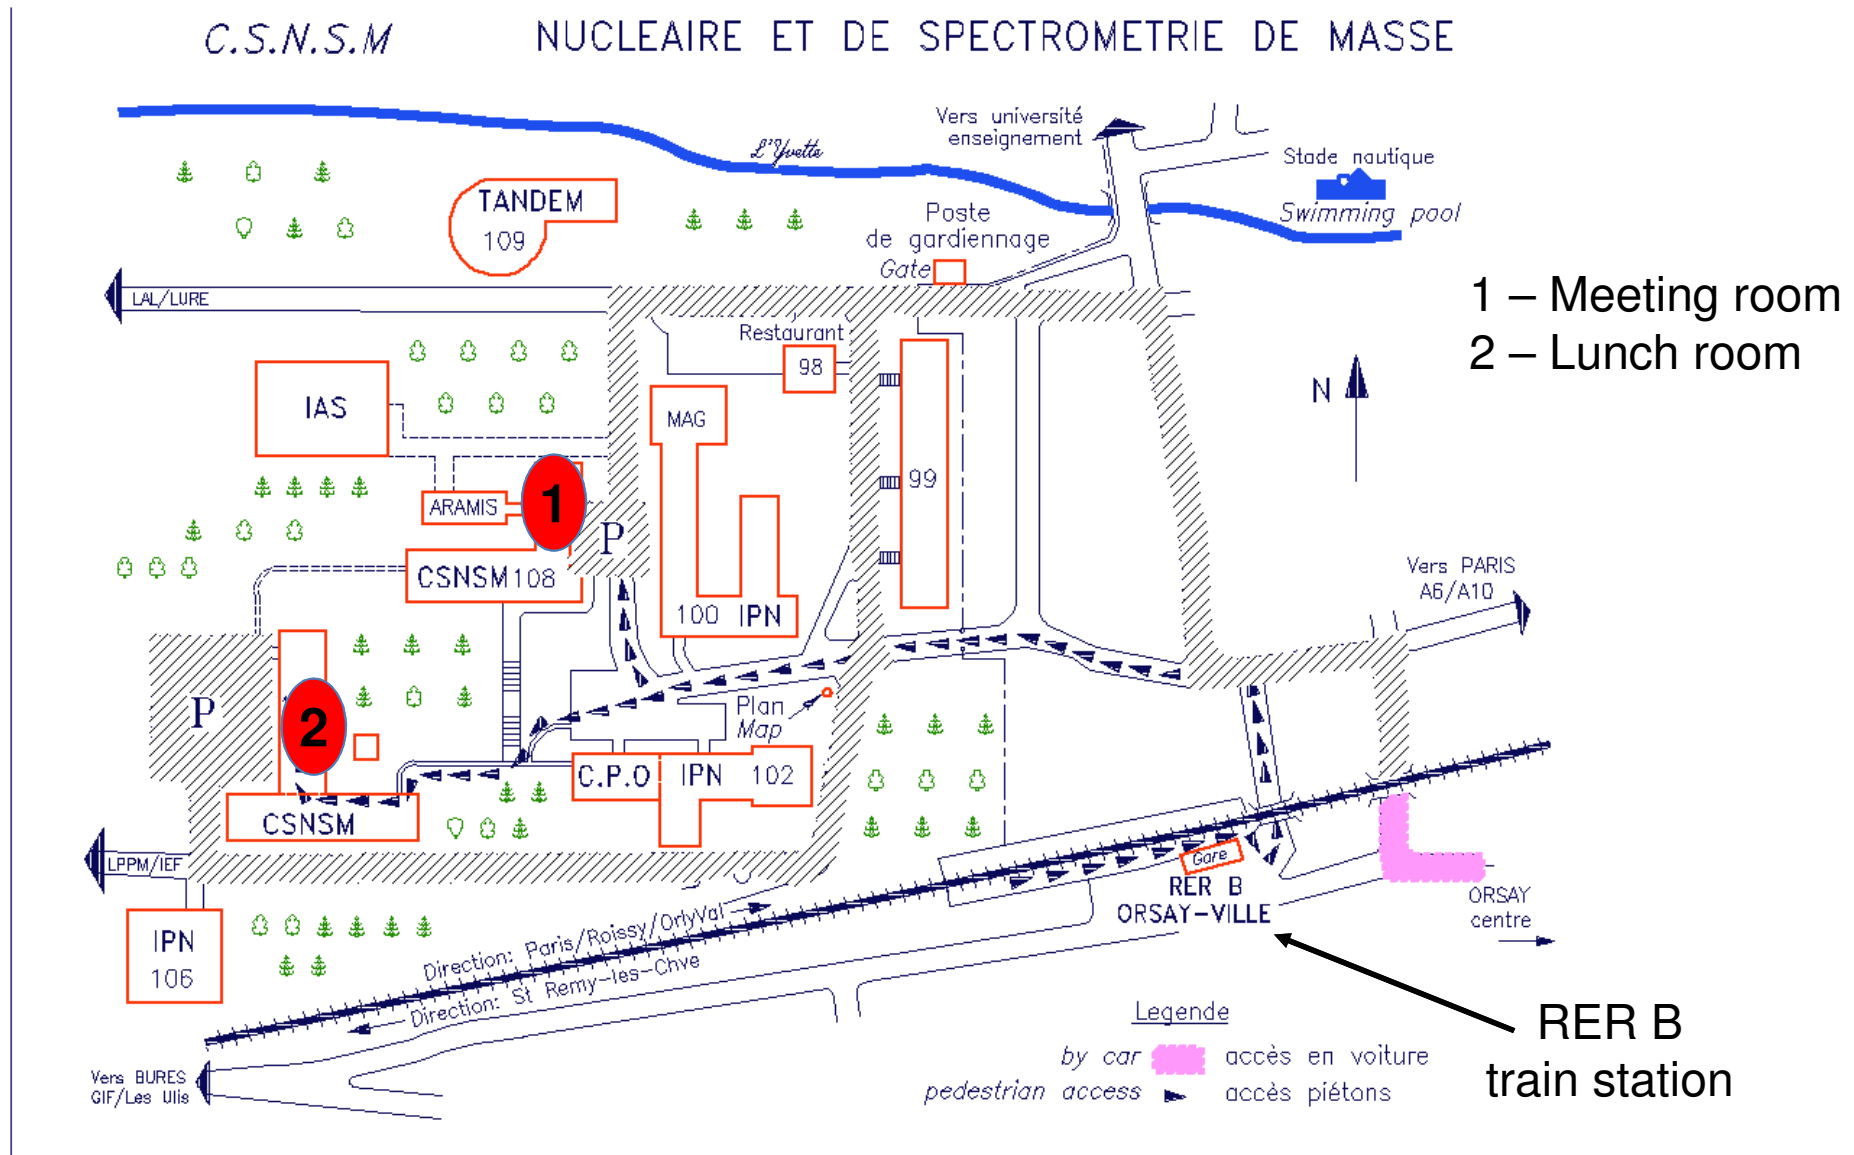 C.S.N.S.M
NUCLEAIRE ET DE SPECTROMETRIE DE MASSE
Vers université
enseignement
L'Yvette
Stade nautique
Swimming pool
TANDEM
109
Poste
de gardiennage
Gate
LAL/LURE
1 – Meeting room
2 – Lunch room
Restaurant
98
IAS
MAG
N
99
ARAMIS
1
P
CSNSM 108
100 IPN
Vers PARIS
A6/A10
P
2
Plan
Map
C.P.O
IPN 102
CSNSM
LPPM/IEF
Gare
RER B
ORSAY-VILLE
ORSAY
centre
IPN
106
Direction: Paris/Roissy/OrlyVal
Direction: St Remy-les-Chve
RER B
train station
Legende
by car
accès en voiture
pedestrian access
accès piétons
Vers BURES
GIF/Les Ulis